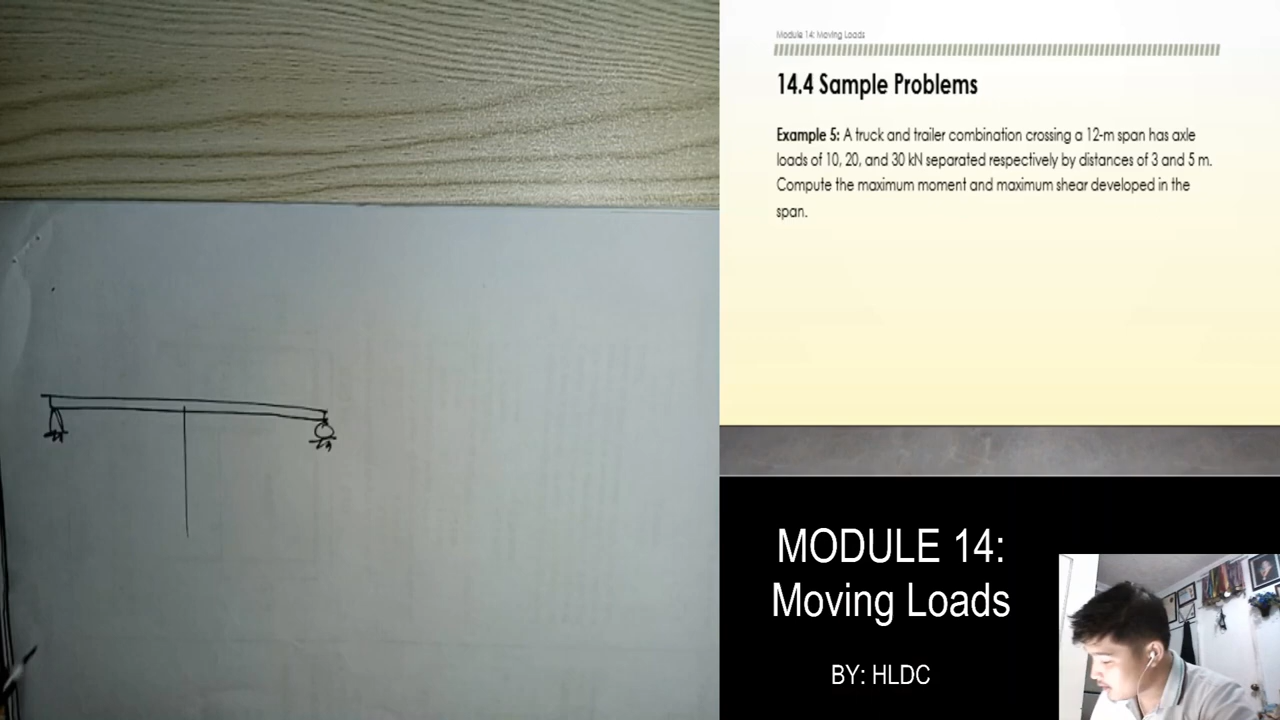 Module 14: Moving Loads
14.4 Sample Problems
Example 5: A truck and trailer combination crossing a 12-m span has axle
loads of 10, 20, and 30 kN separated respectively by distances of 3 and 5 m.
Compute the maximum moment and maximum shear developed in the
span.
MODULE 14:
Moving Loads
BY: HLDC